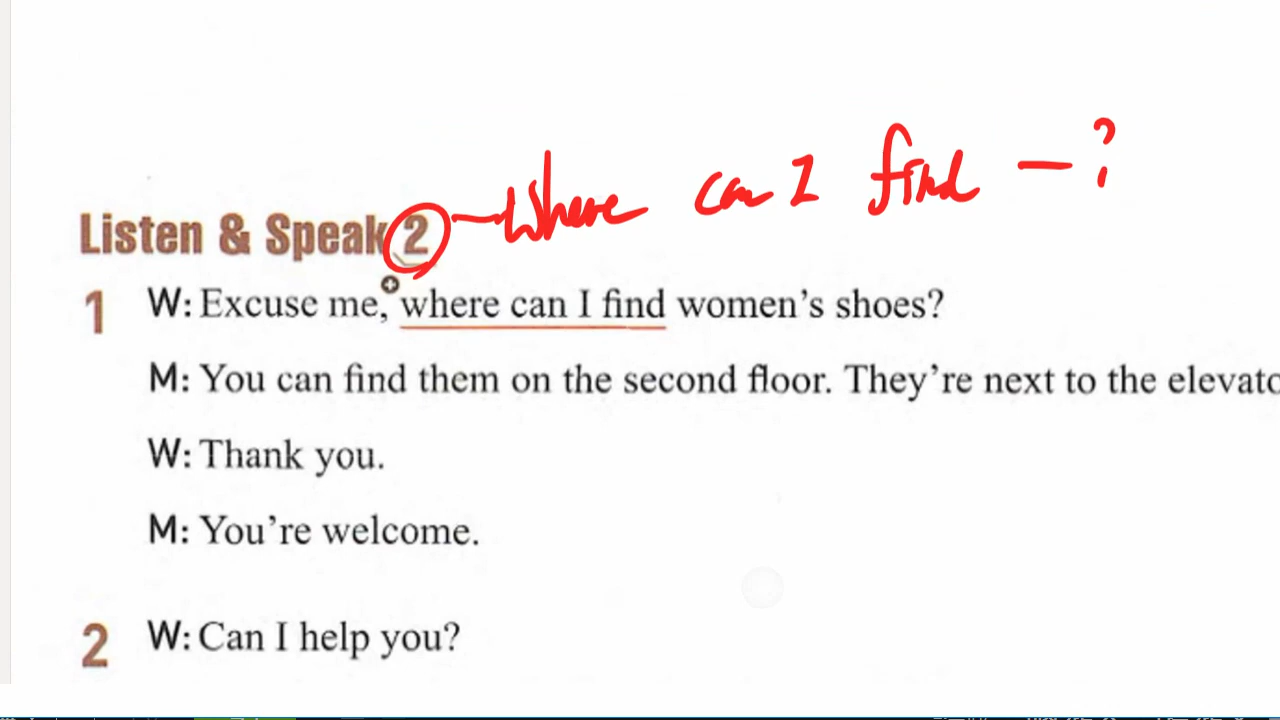 Where can I find — ?
Listen & Speak 2
1 W: Excuse me, where can I find women's shoes?
M: You can find them on the second floor. They're next to the elevato
W: Thank you.
M: You're welcome.
2 W: Can I help you?